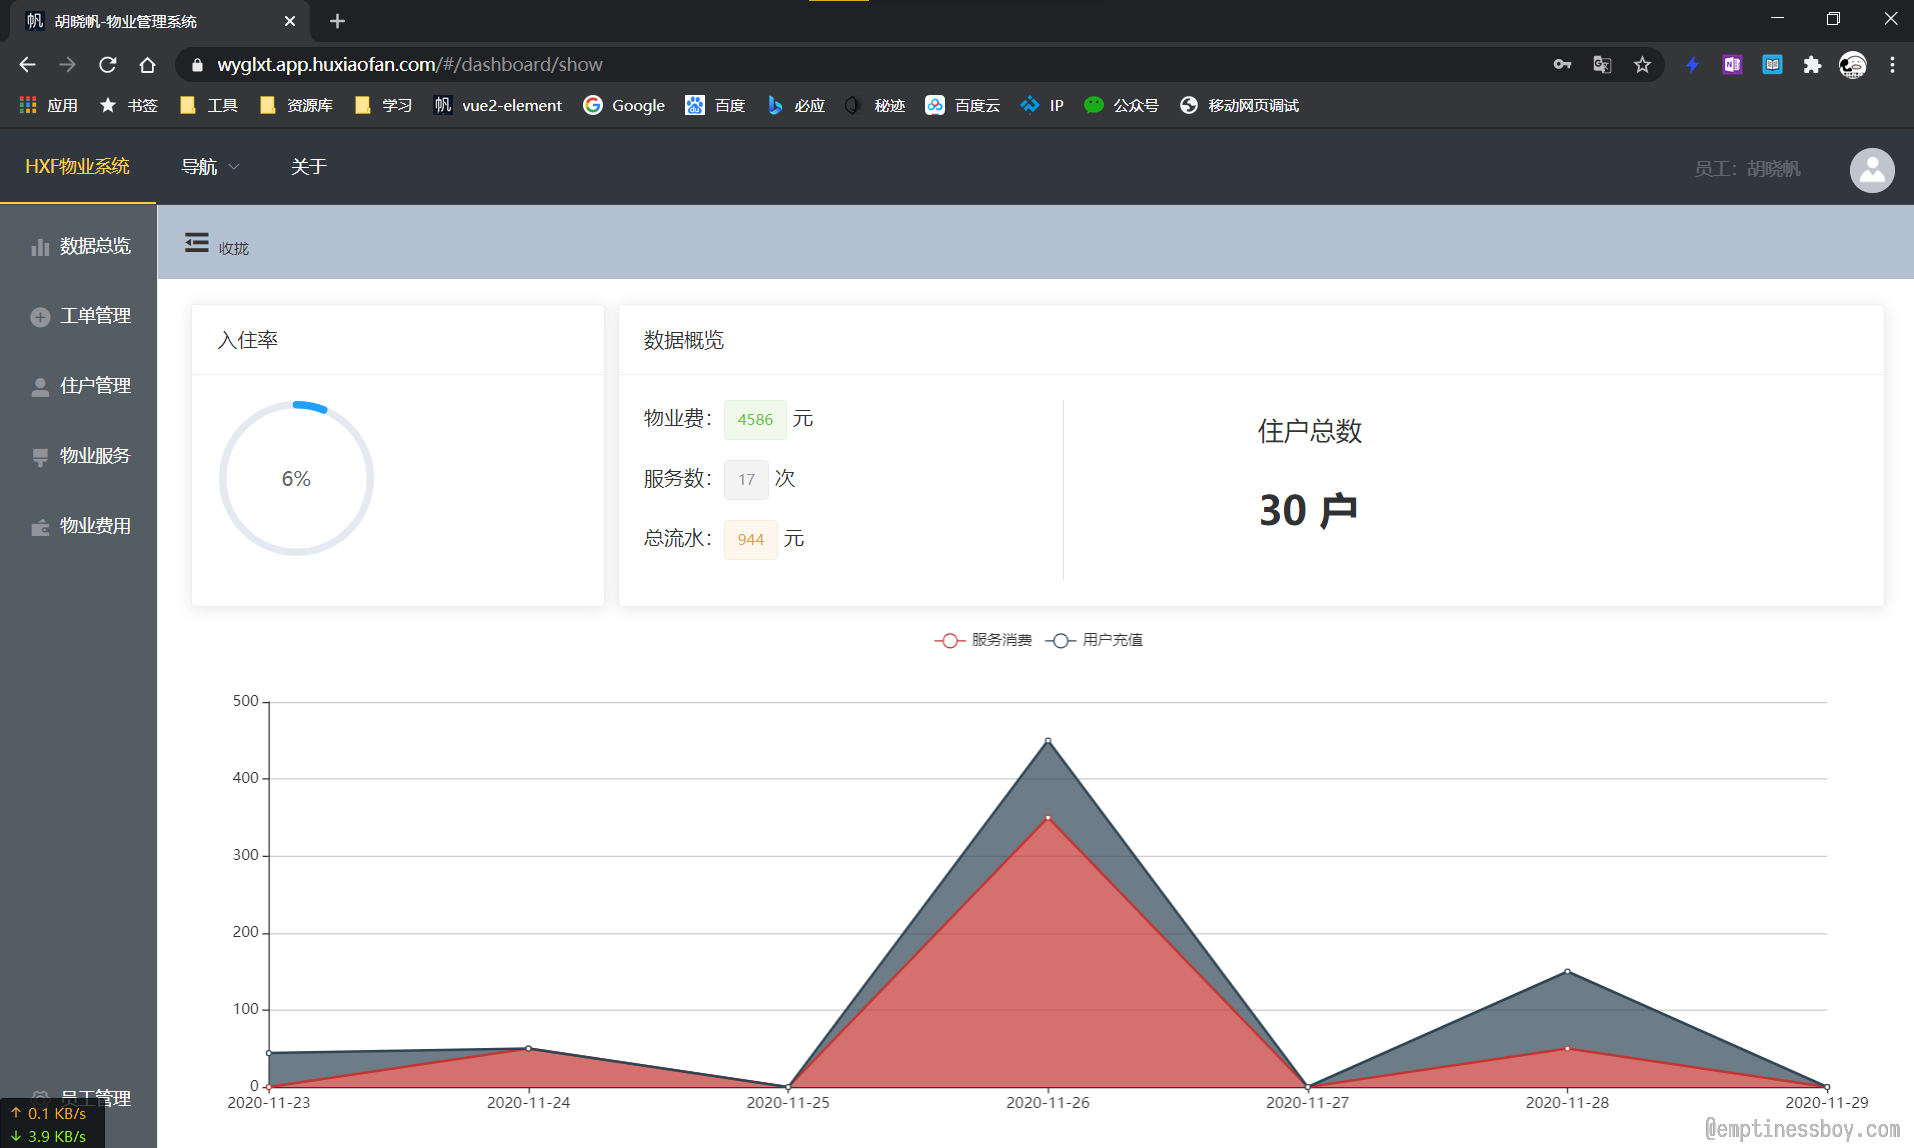 帆 胡晓帆-物业管理系统
wyglxt.app.huxiaofan.com/#/dashboard/show
应用 书签 工具 资源库 学习 帆 vue2-element Google 百度 必应 秘迹 百度云 IP 公众号 移动网页调试
HXF物业系统 导航 关于 员工：胡晓帆
收拢
数据总览
工单管理
住户管理
物业服务
物业费用
员工管理
入住率
6%
数据概览
物业费： 4586 元
服务数： 17 次
总流水： 944 元
住户总数
30 户
服务消费 用户充值
500
400
300
200
100
0
2020-11-23 2020-11-24 2020-11-25 2020-11-26 2020-11-27 2020-11-28 2020-11-29
↑ 0.1 KB/s
↓ 3.9 KB/s
@emptinessboy.com